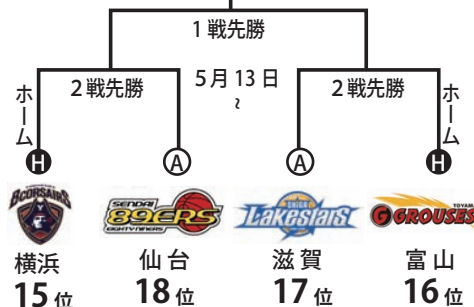 1戦先勝
2戦先勝
5月13日
~
2戦先勝
ホーム
ホーム
H
A
A
H
BCORSAIRS
SENDAI
89ERS
EIGHTYNINERS
SHIGA
LAKESTARS
TOYAMA
GROUSES
横浜
仙台
滋賀
富山
15位
18位
17位
16位